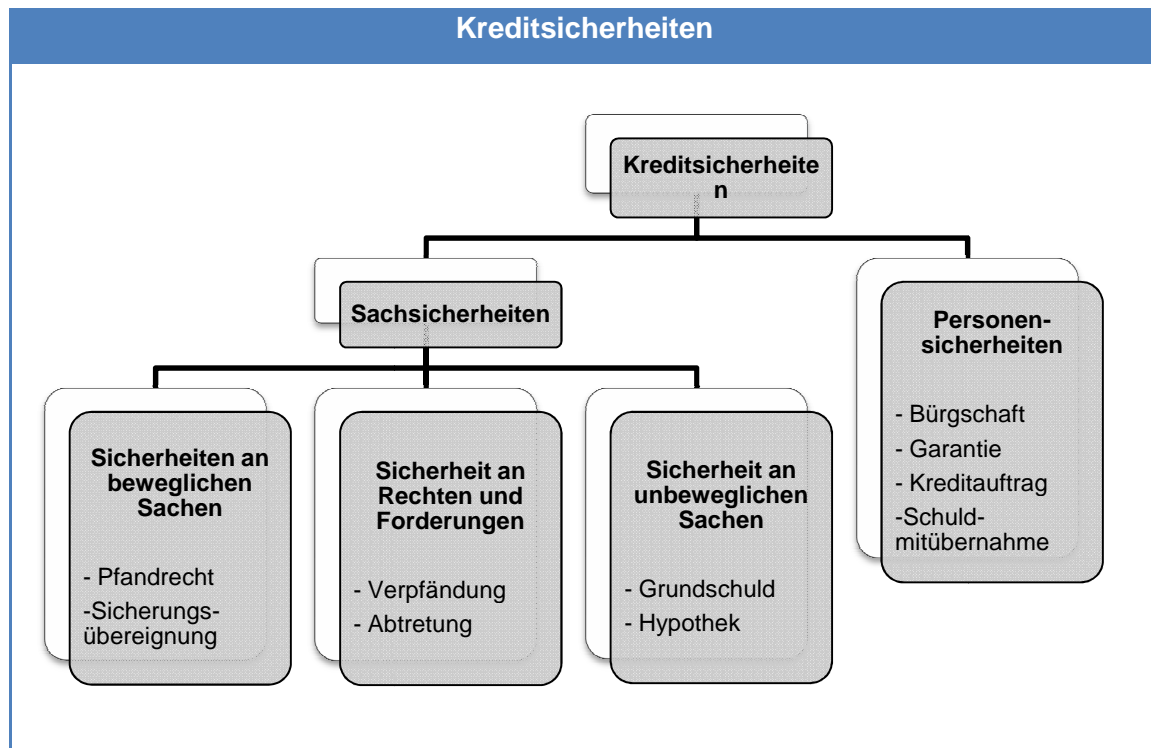 Kreditsicherheiten
Kreditsicherheite
n
Sachsicherheiten
Personen-
sicherheiten
- Bürgschaft
- Garantie
- Kreditauftrag
-Schuld-
mitübernahme
Sicherheiten an
beweglichen
Sachen
- Pfandrecht
-Sicherungs-
übereignung
Sicherheit an
Rechten und
Forderungen
- Verpfändung
- Abtretung
Sicherheit an
unbeweglichen
Sachen
- Grundschuld
- Hypothek